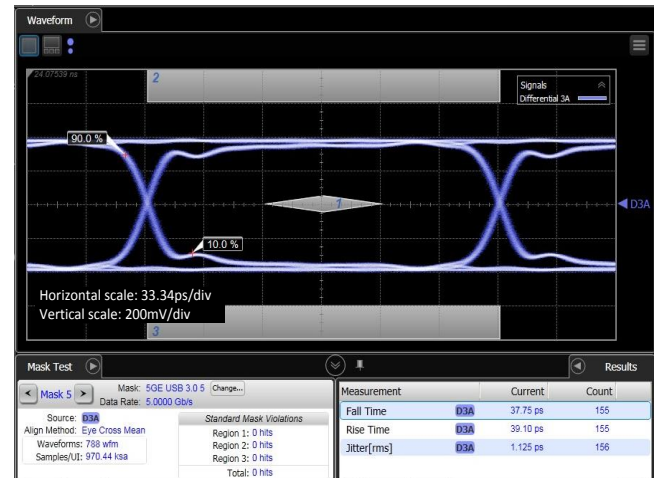 Waveform
24.07539 ns
2
Signals
Differential 3A
90.0 %
1
D3A
10.0 %
Horizontal scale: 33.34ps/div
Vertical scale: 200mV/div
3
Mask Test
Results
Mask 5
Mask: 5GE USB 3.0 5 Change...
Data Rate: 5.0000 Gb/s
Source: D3A
Align Method: Eye Cross Mean
Waveforms: 788 wfm
Samples/UI: 970.44 ksa
Standard Mask Violations
Region 1: 0 hits
Region 2: 0 hits
Region 3: 0 hits
Total: 0 hits
Measurement Current Count
Fall Time D3A 37.75 ps 155
Rise Time D3A 39.10 ps 155
Jitter[rms] D3A 1.125 ps 156